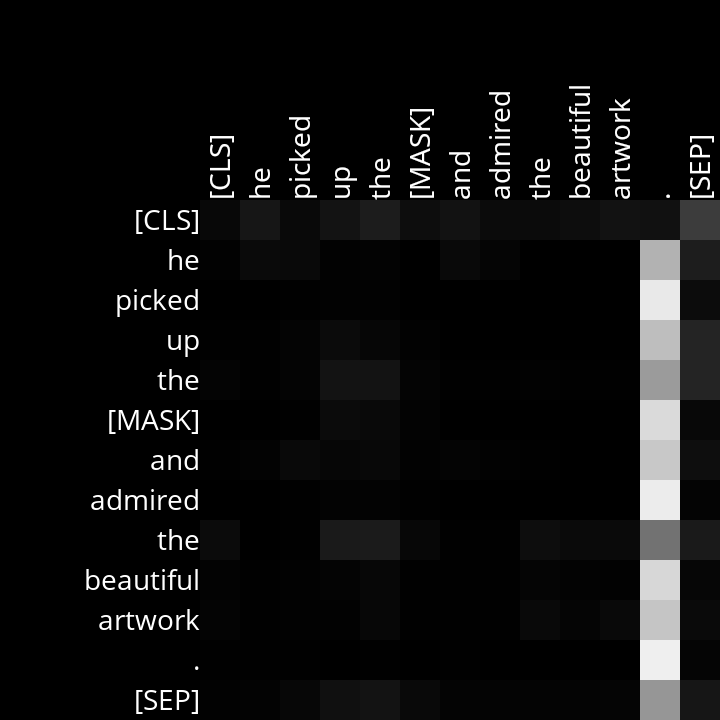 [CLS] he picked up the [MASK] and admired the beautiful artwork . [SEP]
[CLS]
he
picked
up
the
[MASK]
and
admired
the
beautiful
artwork
.
[SEP]